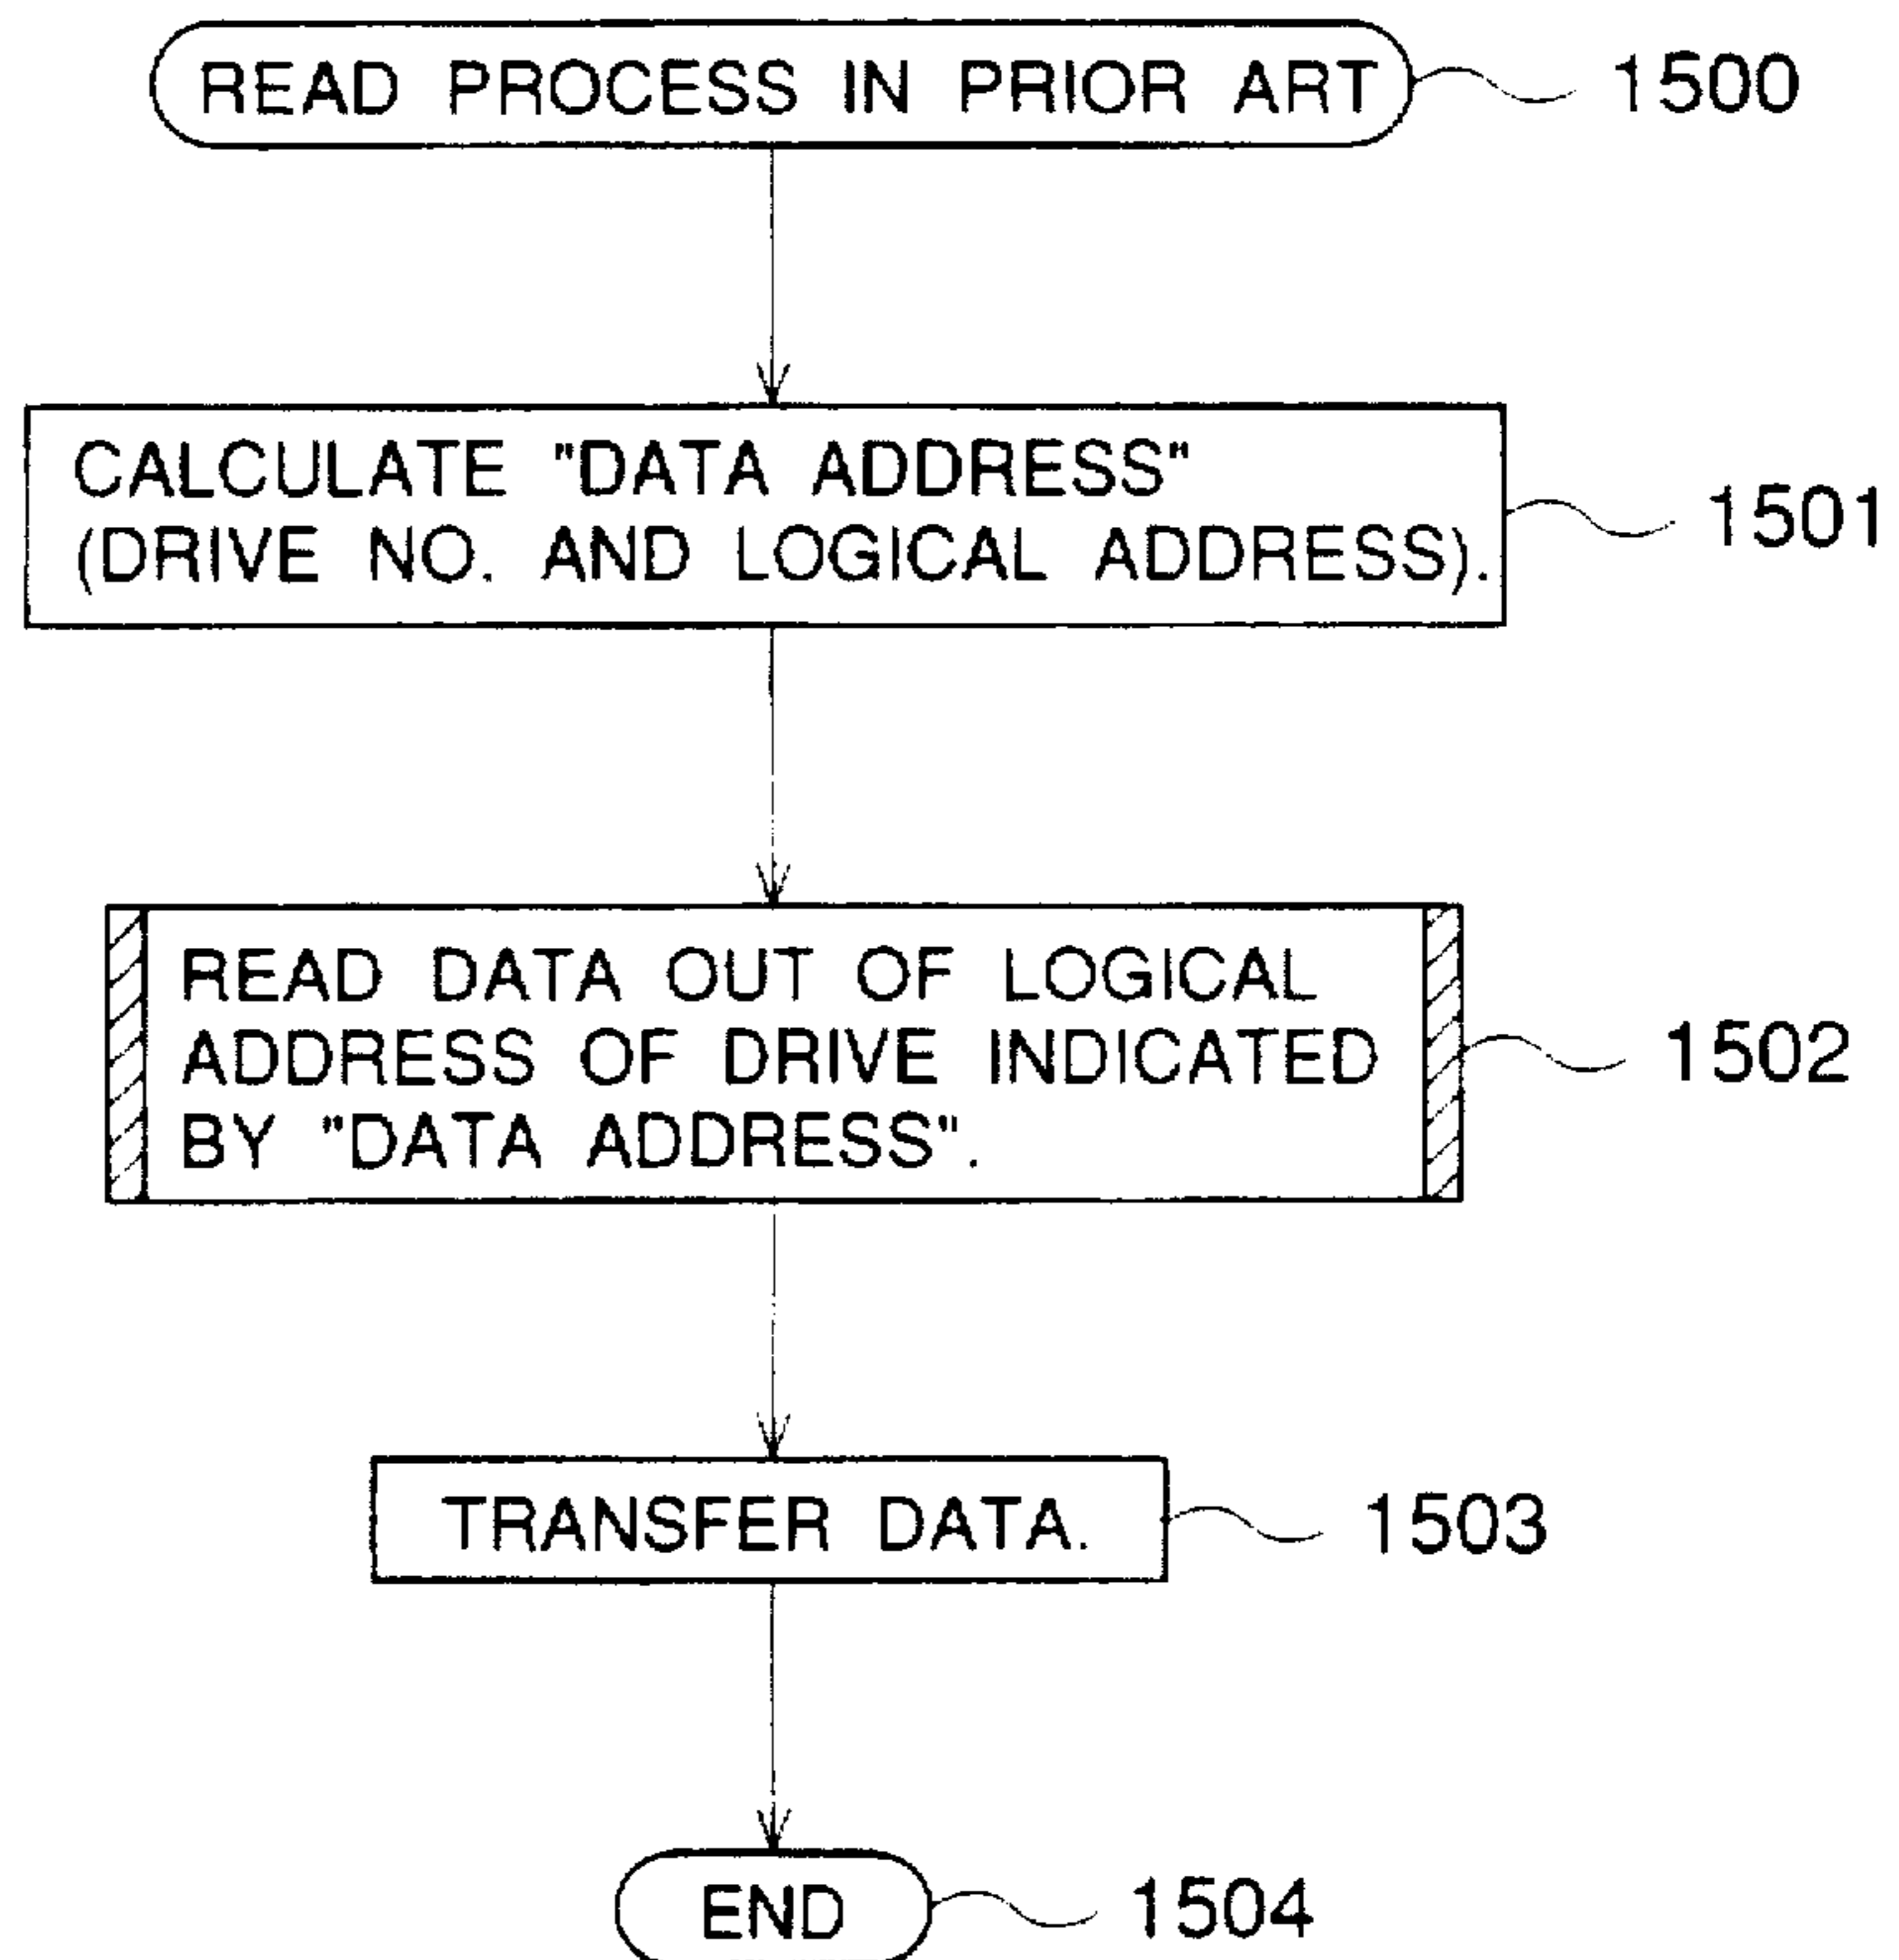 READ PROCESS IN PRIOR ART 1500
CALCULATE "DATA ADDRESS"
(DRIVE NO. AND LOGICAL ADDRESS).
1501
READ DATA OUT OF LOGICAL
ADDRESS OF DRIVE INDICATED
BY "DATA ADDRESS".
1502
TRANSFER DATA. 1503
END 1504